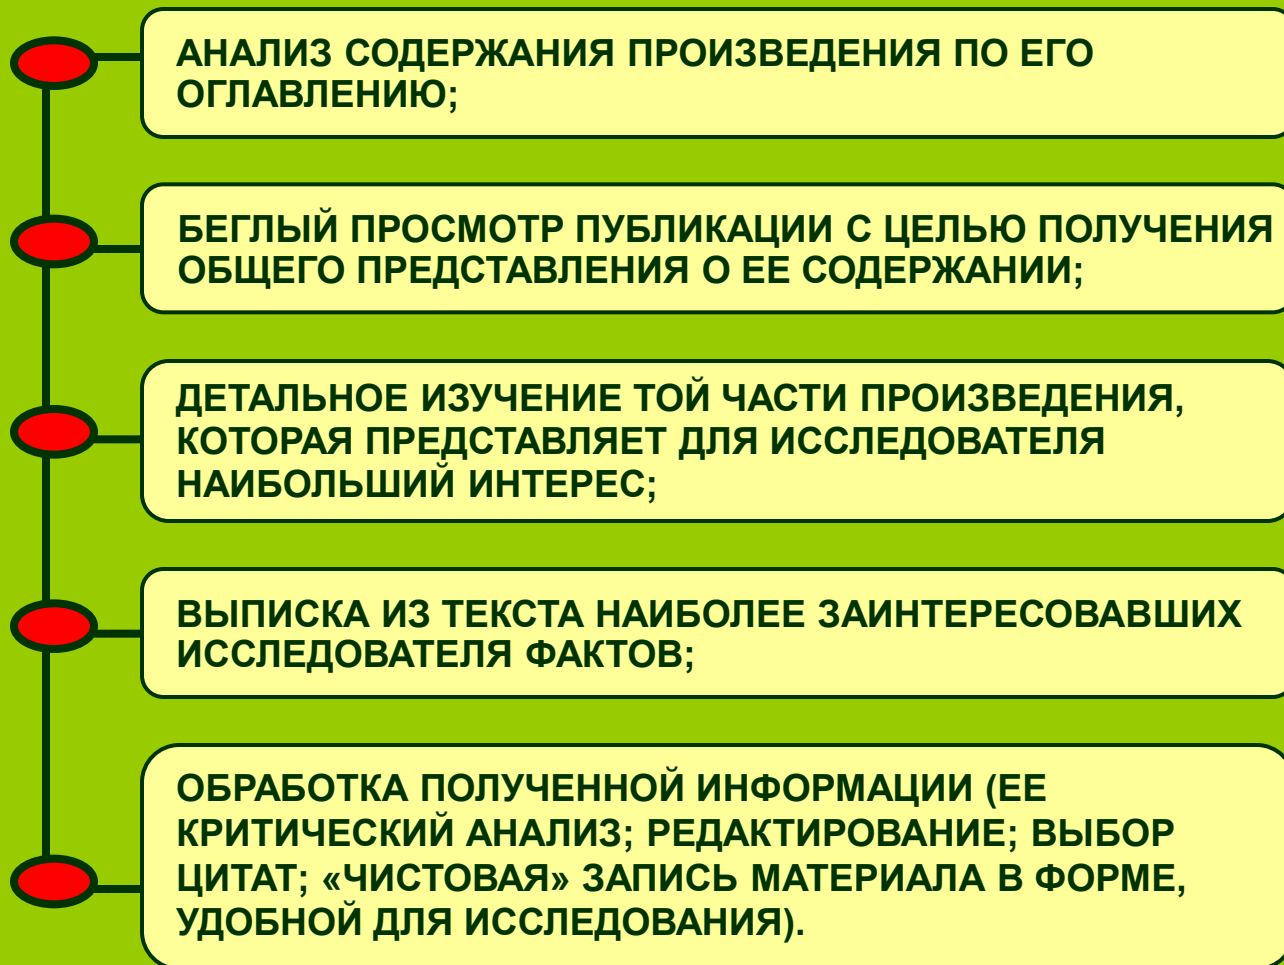 АНАЛИЗ СОДЕРЖАНИЯ ПРОИЗВЕДЕНИЯ ПО ЕГО
ОГЛАВЛЕНИЮ;
БЕГЛЫЙ ПРОСМОТР ПУБЛИКАЦИИ С ЦЕЛЬЮ ПОЛУЧЕНИЯ
ОБЩЕГО ПРЕДСТАВЛЕНИЯ О ЕЕ СОДЕРЖАНИИ;
ДЕТАЛЬНОЕ ИЗУЧЕНИЕ ТОЙ ЧАСТИ ПРОИЗВЕДЕНИЯ,
КОТОРАЯ ПРЕДСТАВЛЯЕТ ДЛЯ ИССЛЕДОВАТЕЛЯ
НАИБОЛЬШИЙ ИНТЕРЕС;
ВЫПИСКА ИЗ ТЕКСТА НАИБОЛЕЕ ЗАИНТЕРЕСОВАВШИХ
ИССЛЕДОВАТЕЛЯ ФАКТОВ;
ОБРАБОТКА ПОЛУЧЕННОЙ ИНФОРМАЦИИ (ЕЕ
КРИТИЧЕСКИЙ АНАЛИЗ; РЕДАКТИРОВАНИЕ; ВЫБОР
ЦИТАТ; «ЧИСТОВАЯ» ЗАПИСЬ МАТЕРИАЛА В ФОРМЕ,
УДОБНОЙ ДЛЯ ИССЛЕДОВАНИЯ).